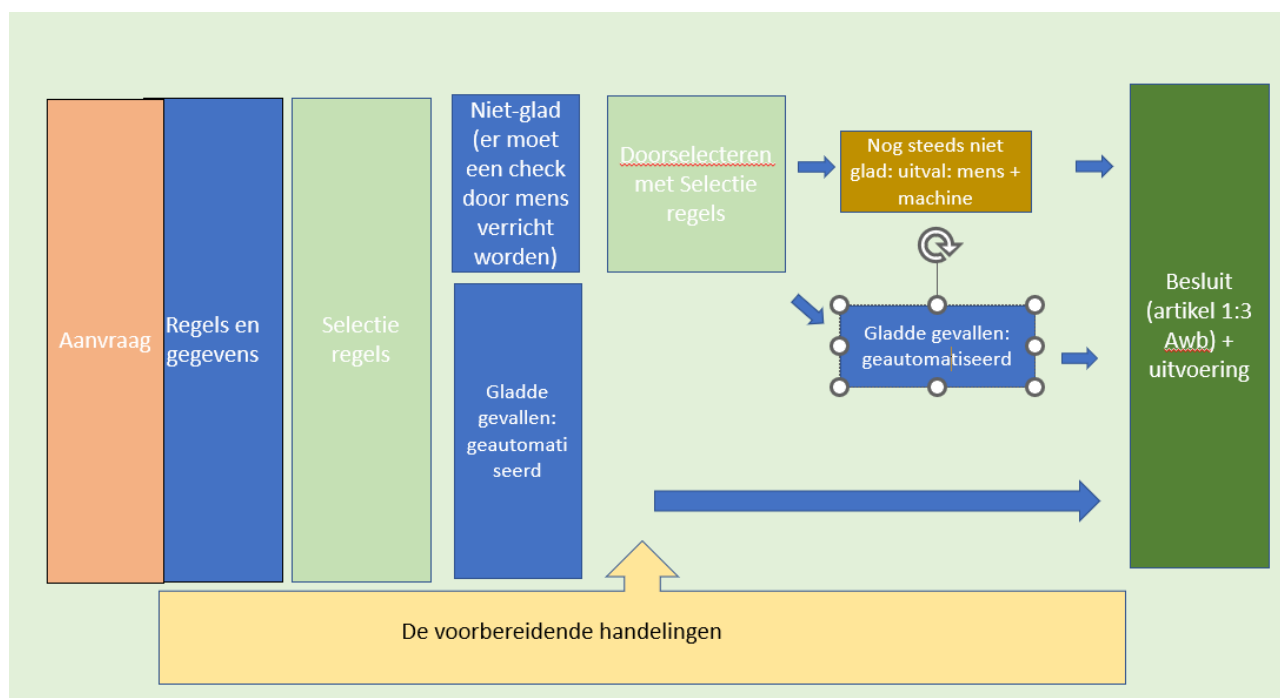 Aanvraag
Regels en
gegevens
Selectie
regels
Niet-glad
(er moet
een check
door mens
verricht
worden)
Gladde
gevallen:
geautomati
seerd
Doorselecteren
met Selectie
regels
Nog steeds niet
glad: uitval: mens +
machine
Gladde gevallen:
geautomatiseerd
Besluit
(artikel 1:3
Awb) +
uitvoering
De voorbereidende handelingen